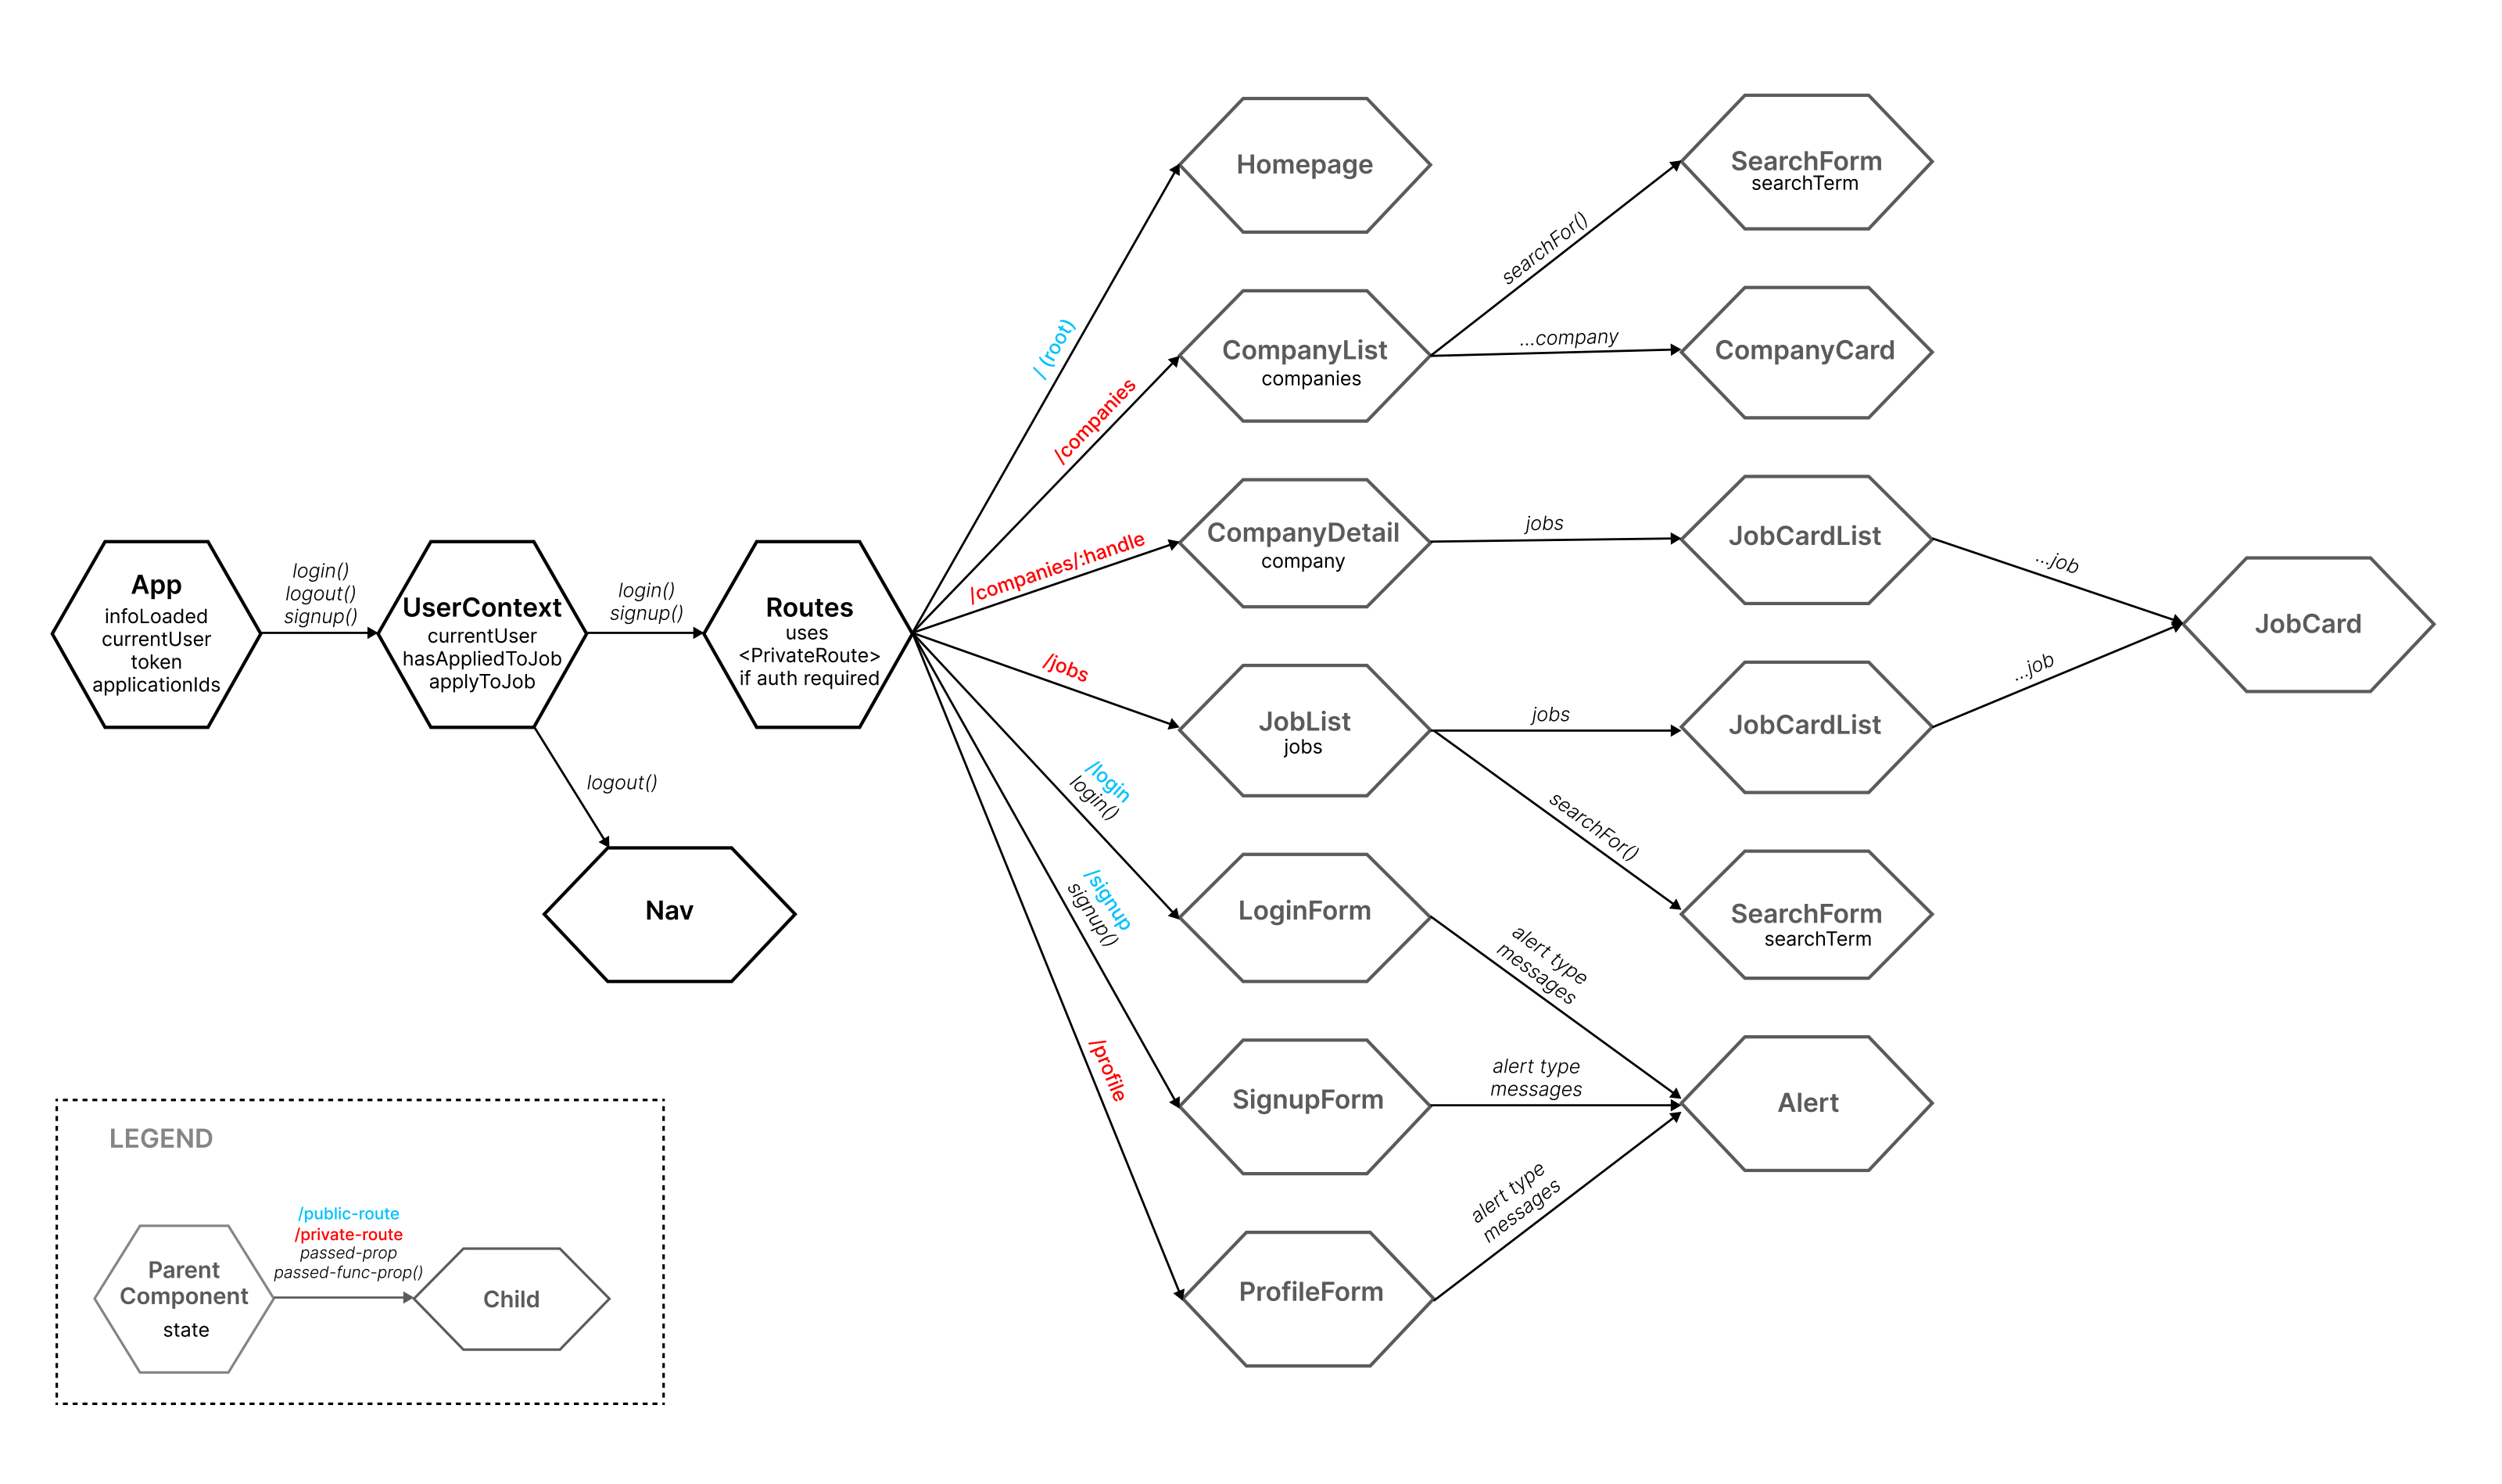 App
infoLoaded
currentUser
token
applicationIds
login()
logout()
signup()
UserContext
currentUser
hasAppliedToJob
applyToJob
login()
signup()
Routes
uses
<PrivateRoute>
if auth required
logout()
Nav
/ (root)
/companies
/companies/:handle
/jobs
/login
login()
/signup
signup()
/profile
Homepage
CompanyList
companies
CompanyDetail
company
JobList
jobs
LoginForm
SignupForm
ProfileForm
searchFor()
...company
jobs
jobs
searchFor()
alert type
messages
alert type
messages
alert type
messages
SearchForm
searchTerm
CompanyCard
JobCardList
JobCardList
SearchForm
searchTerm
Alert
...job
...job
JobCard
LEGEND
Parent
Component
state
/public-route
/private-route
passed-prop
passed-func-prop()
Child